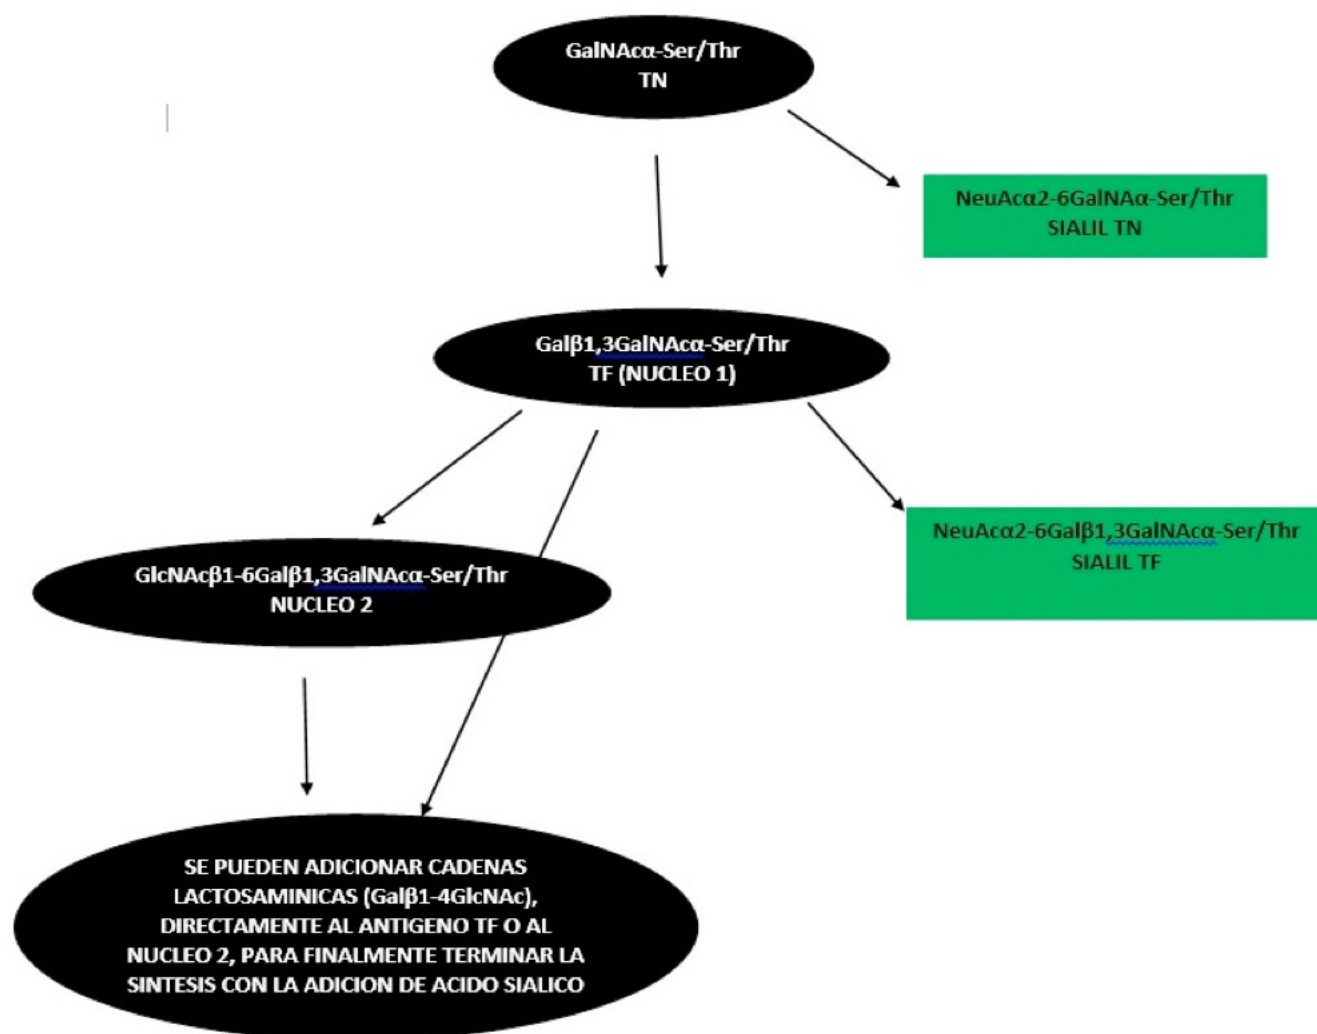 GalNAcα-Ser/Thr
TN
NeuAcα2-6GalNAα-Ser/Thr
SIALIL TN
Galβ1,3GalNAcα-Ser/Thr
TF (NUCLEO 1)
NeuAcα2-6Galβ1,3GalNAcα-Ser/Thr
SIALIL TF
GlcNAcβ1-6Galβ1,3GalNAcα-Ser/Thr
NUCLEO 2
SE PUEDEN ADICIONAR CADENAS
LACTOSAMINICAS (Galβ1-4GlcNAc),
DIRECTAMENTE AL ANTIGENO TF O AL
NUCLEO 2, PARA FINALMENTE TERMINAR LA
SINTESIS CON LA ADICION DE ACIDO SIALICO